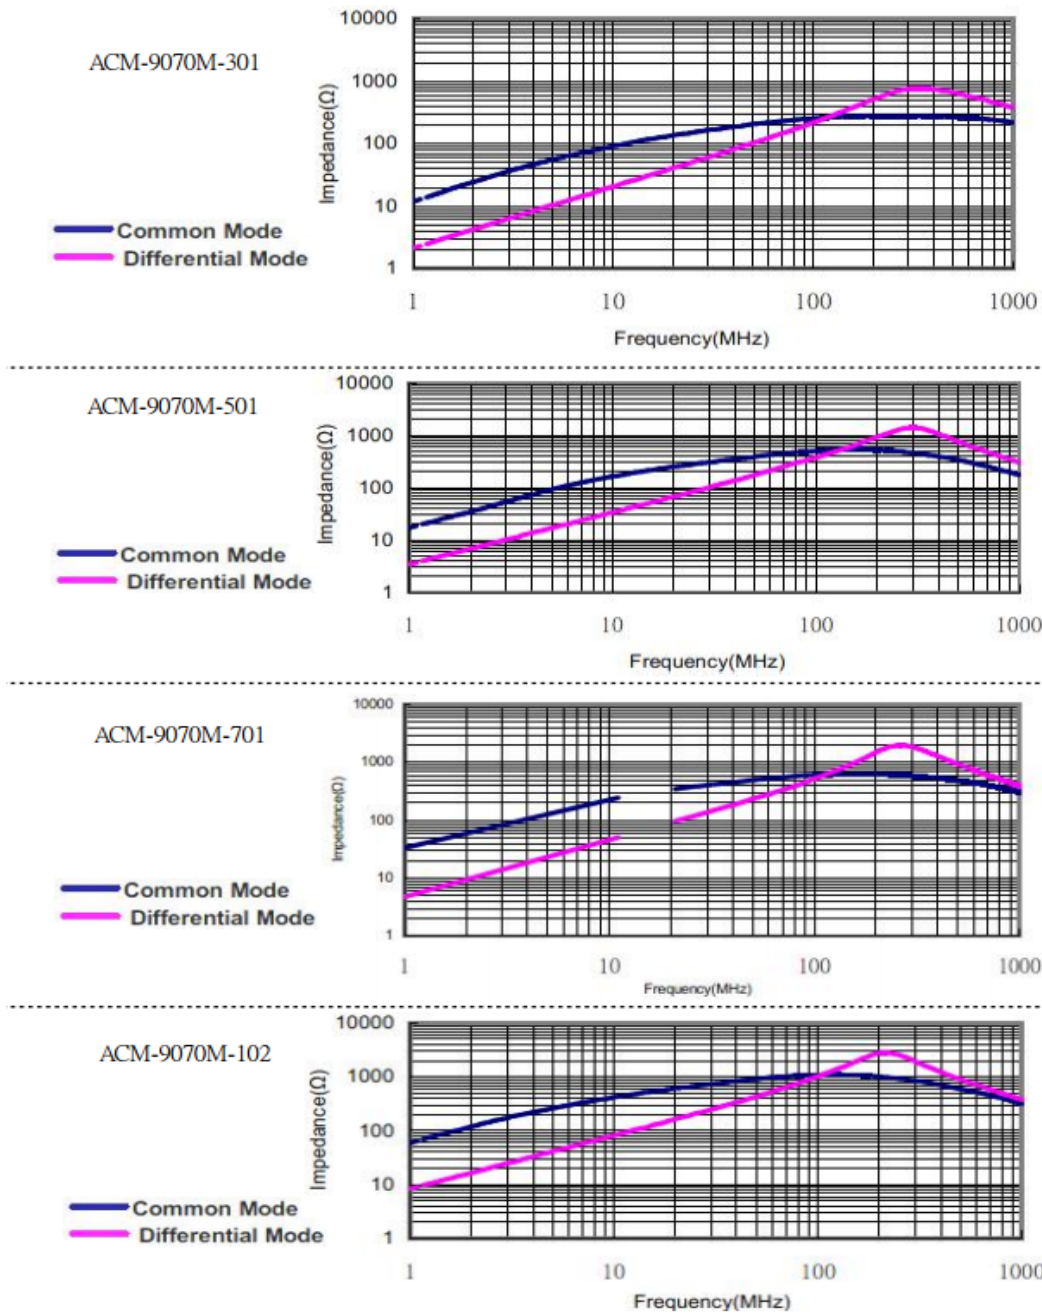 ACM-9070M-301
Impedance(Ω)
10000
1000
100
10
1
Common Mode
Differential Mode
1 10 100 1000
Frequency(MHz)
ACM-9070M-501
Impedance(Ω)
10000
1000
100
10
1
Common Mode
Differential Mode
1 10 100 1000
Frequency(MHz)
ACM-9070M-701
Impedance(Ω)
10000
1000
100
10
1
Common Mode
Differential Mode
1 10 100 1000
Frequency(MHz)
ACM-9070M-102
Impedance(Ω)
10000
1000
100
10
1
Common Mode
Differential Mode
1 10 100 1000
Frequency(MHz)